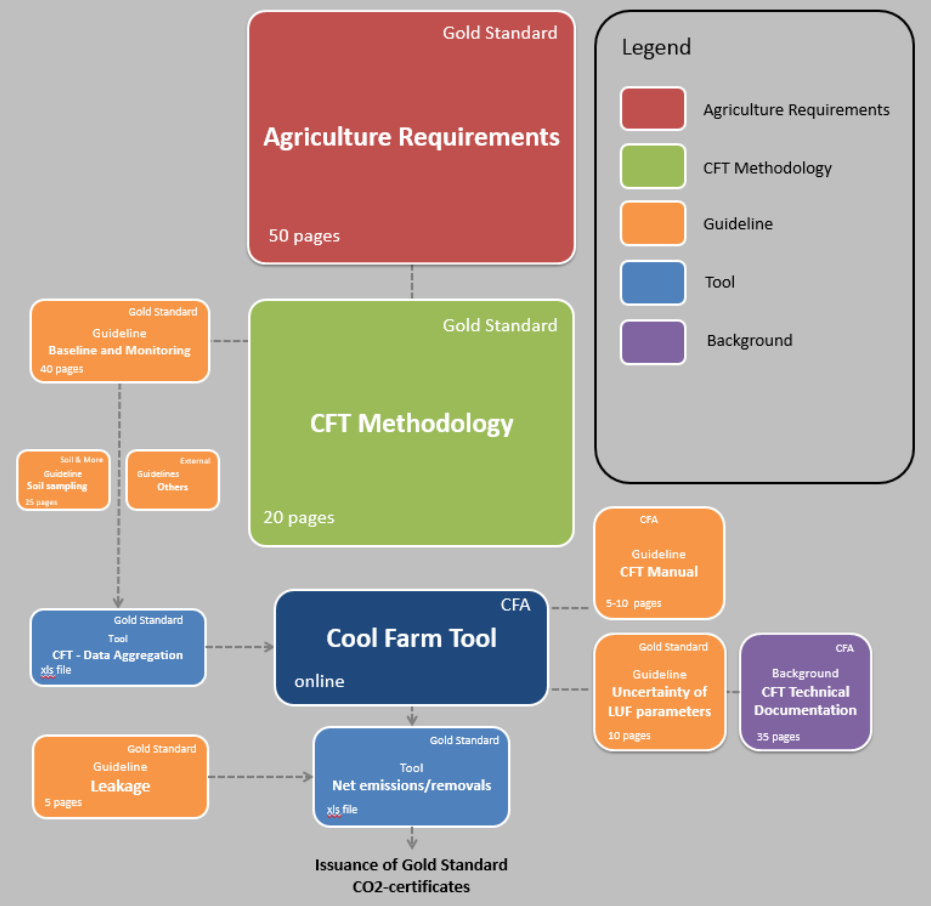 Gold Standard
Agriculture Requirements
50 pages
Legend
Agriculture Requirements
CFT Methodology
Guideline
Tool
Background
Gold Standard
Guideline
Baseline and Monitoring
40 pages
Gold Standard
CFT Methodology
20 pages
Soil & More
Guideline
Soil sampling
25 pages
External
Guidelines
Others
CFA
Guideline
CFT Manual
5-10 pages
Gold Standard
Tool
CFT - Data Aggregation
xls file
CFA
Cool Farm Tool
online
Gold Standard
Guideline
Uncertainty of
LUF parameters
10 pages
CFA
Background
CFT Technical
Documentation
35 pages
Gold Standard
Guideline
Leakage
5 pages
Gold Standard
Tool
Net emissions/removals
xls file
Issuance of Gold Standard
CO2-certificates